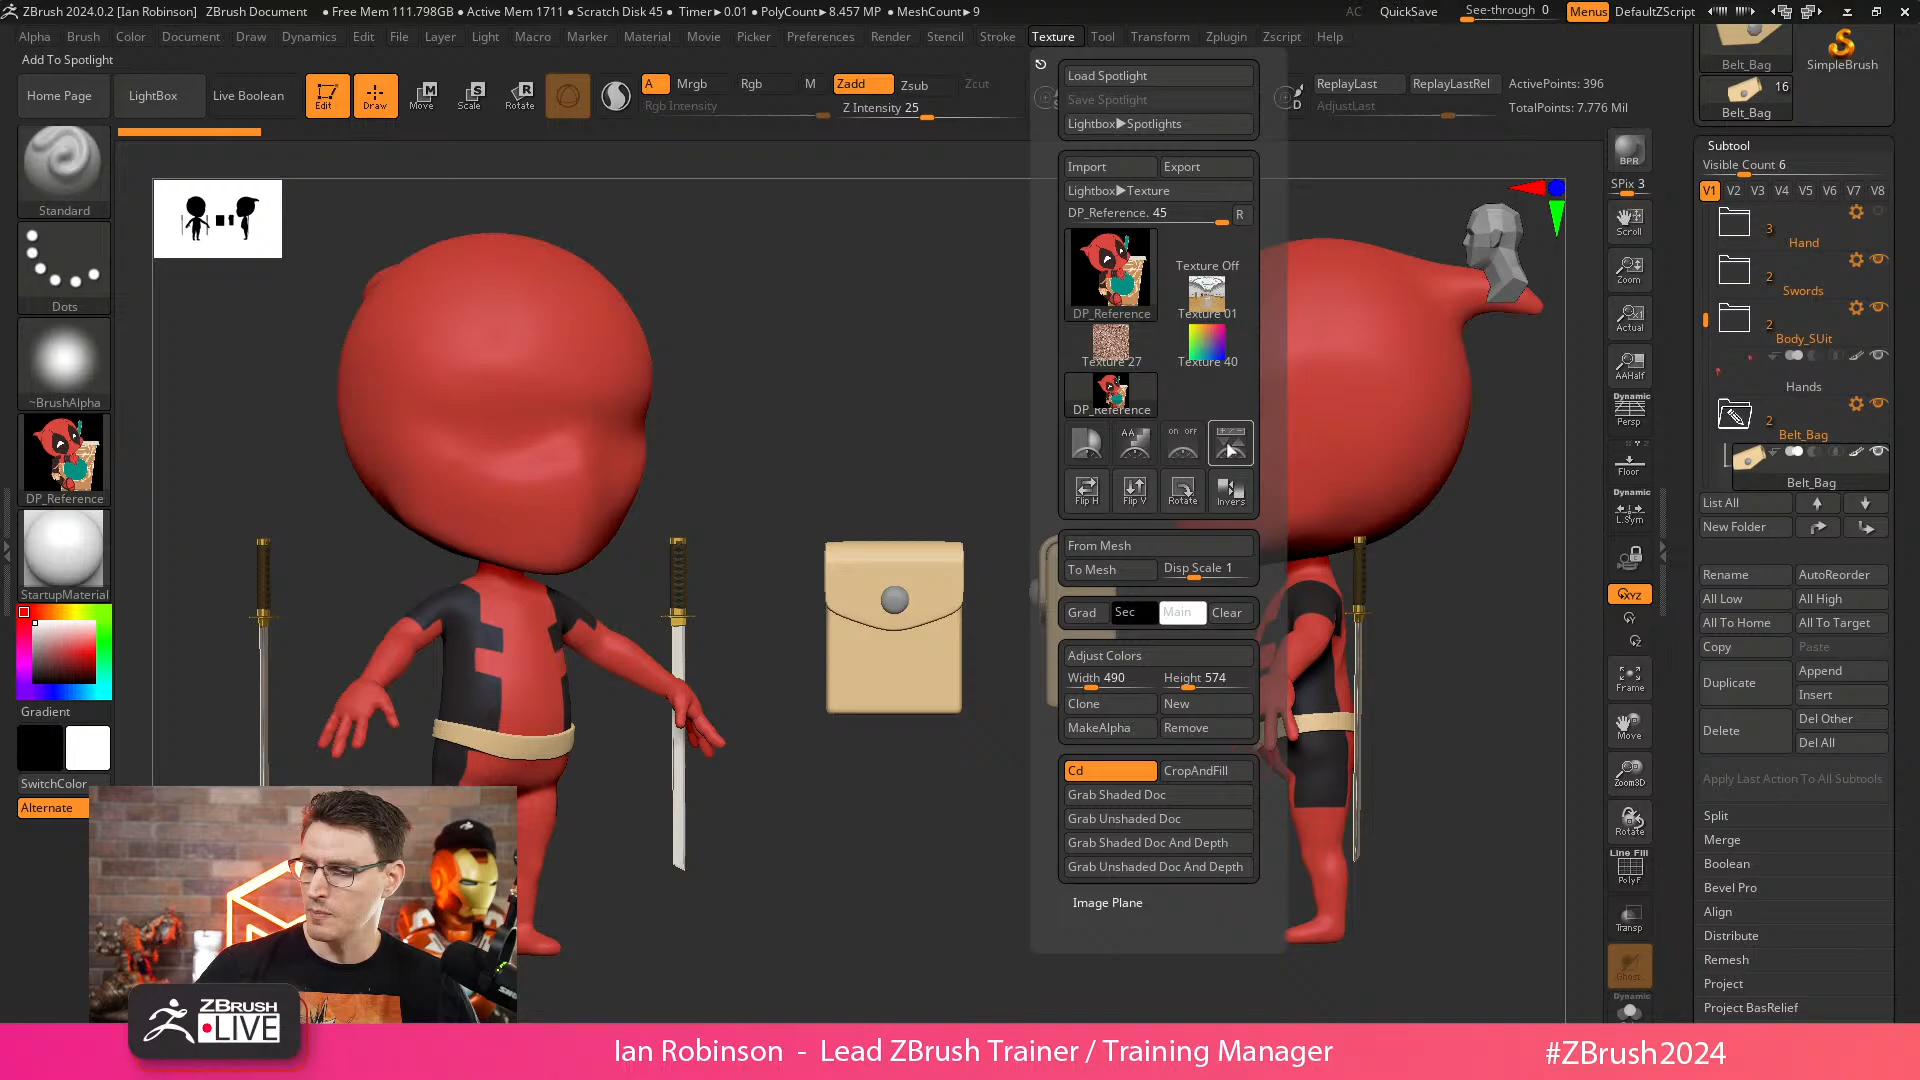 ZBrush 2024.0.2 [Ian Robinson] ZBrush Document • Free Mem 111.798GB • Active Mem 1711 • Scratch Disk 45 • Timer▶0.01 • PolyCount▶8.457 MP • MeshCount▶9
AC QuickSave See-through 0 Menus DefaultZScript
Alpha Brush Color Document Draw Dynamics Edit File Layer Light Macro Marker Material Movie Picker Preferences Render Stencil Stroke Texture Tool Transform Zplugin Zscript Help
Add To Spotlight
Home Page LightBox Live Boolean Edit Draw Move Scale Rotate
A Mrgb Rgb M Zadd Zsub Zcut
Rgb Intensity Z Intensity 25
ReplayLast ReplayLastRel ActivePoints: 396
AdjustLast TotalPoints: 7.776 Mil
Standard
Dots
~BrushAlpha
DP_Reference
StartupMaterial
Gradient
SwitchColor
Alternate
Load Spotlight
Save Spotlight
Lightbox▶Spotlights
Import Export
Lightbox▶Texture
DP_Reference. 45 R
Texture Off
DP_Reference Texture 01
Texture 27 Texture 40
DP_Reference
AA on off
Flip H Flip V Rotate Invers
From Mesh
To Mesh Disp Scale 1
Grad Sec Main Clear
Adjust Colors
Width 490 Height 574
Clone New
MakeAlpha Remove
Cd CropAndFill
Grab Shaded Doc
Grab Unshaded Doc
Grab Shaded Doc And Depth
Grab Unshaded Doc And Depth
Image Plane
BPR
SPix 3
Scroll
Zoom
Actual
AAHalf
Dynamic
Persp
Floor
Dynamic
L.Sym
XYZ
Frame
Move
Zoom3D
Rotate
Line Fill
PolyF
Transp
Ghost
Dynamic
Belt_Bag SimpleBrush
16
Belt_Bag
Subtool
Visible Count 6
V1 V2 V3 V4 V5 V6 V7 V8
3
Hand
2
Swords
2
Body_SUit
Hands
2
Belt_Bag
Belt_Bag
List All
New Folder
Rename AutoReorder
All Low All High
All To Home All To Target
Copy Paste
Duplicate Append
Insert
Delete Del Other
Del All
Apply Last Action To All Subtools
Split
Merge
Boolean
Bevel Pro
Align
Distribute
Remesh
Project
Project BasRelief
ZBRUSH
LIVE
Ian Robinson - Lead ZBrush Trainer / Training Manager
#ZBrush2024